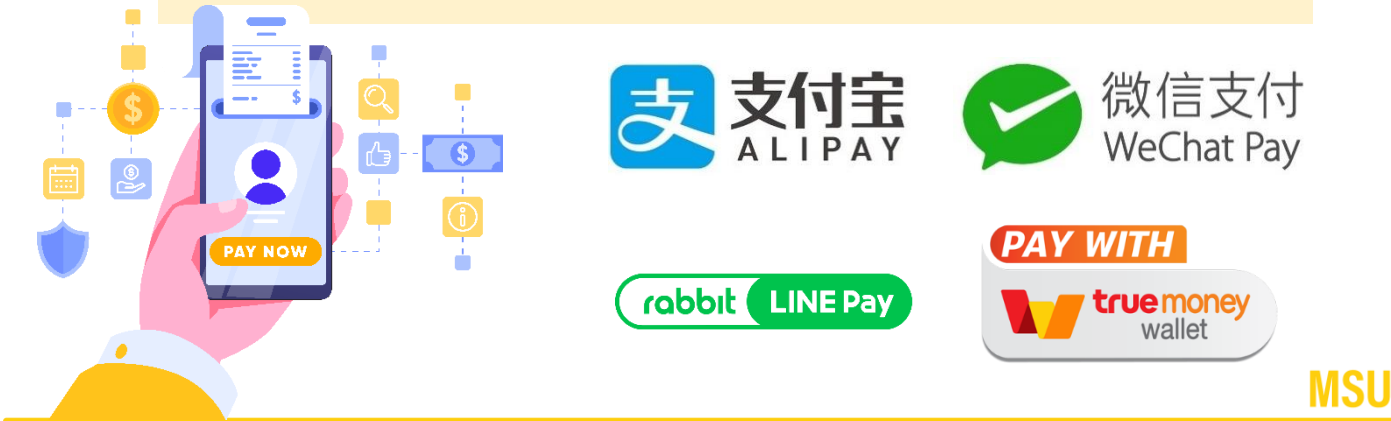 $
$
$
$
PAY NOW
支
支付宝
ALIPAY
微信支付
WeChat Pay
rabbit LINE Pay
PAY WITH
truemoney
wallet
MSU